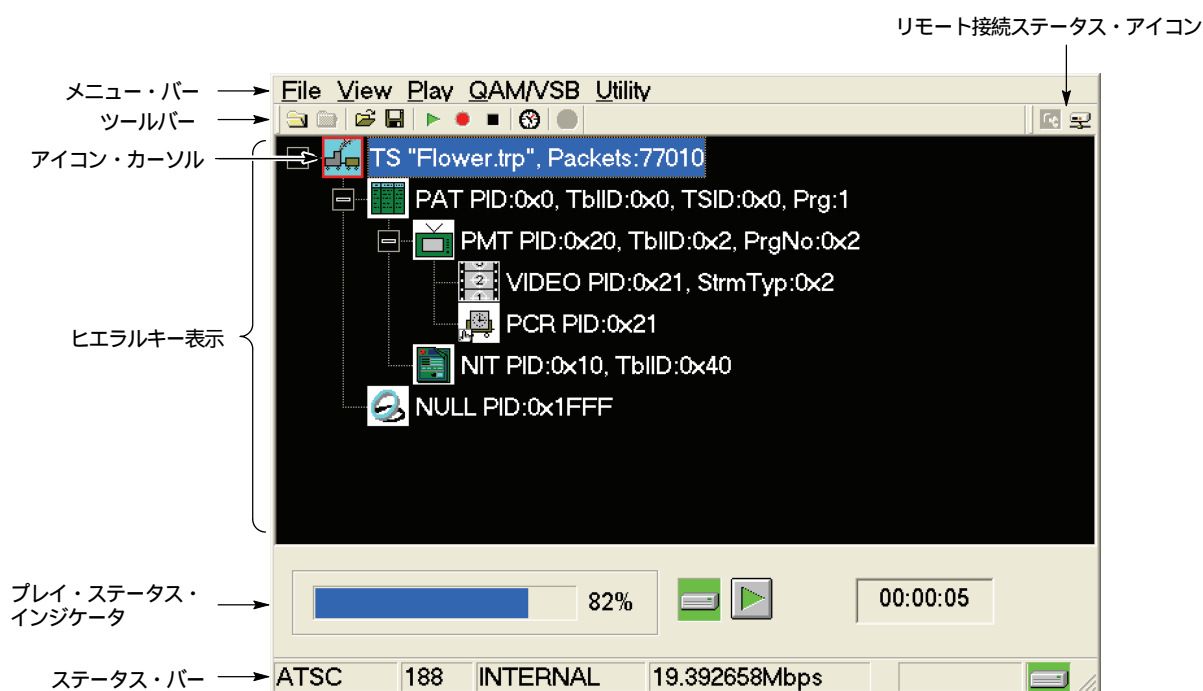 リモート接続ステータス・アイコン
メニュー・バー
File View Play QAM/VSB Utility
ツールバー
アイコン・カーソル
TS "Flower.trp", Packets:77010
PAT PID:0x0, TblID:0x0, TSID:0x0, Prg:1
PMT PID:0x20, TblID:0x2, PrgNo:0x2
VIDEO PID:0x21, StrmTyp:0x2
PCR PID:0x21
ヒエラルキー表示
NIT PID:0x10, TblID:0x40
NULL PID:0x1FFF
プレイ・ステータス・
インジケータ
82%
00:00:05
ステータス・バー
ATSC 188 INTERNAL 19.392658Mbps